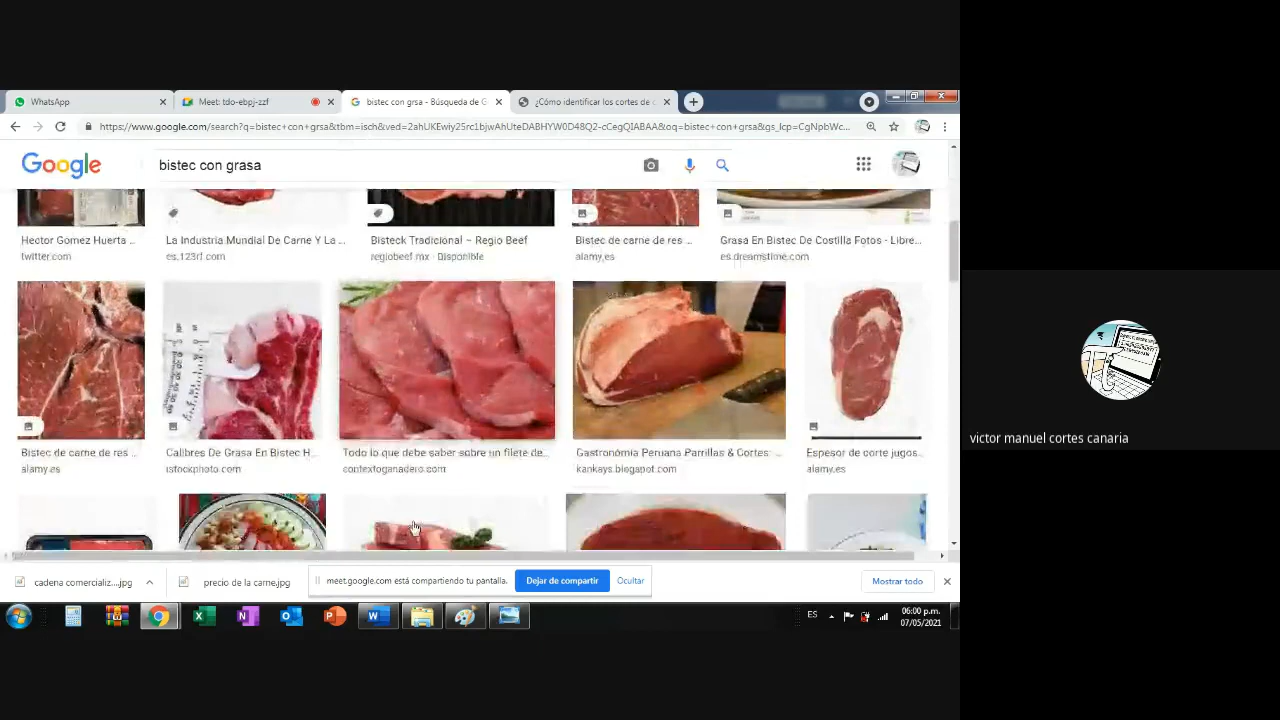 WhatsApp
Meet: tdo-ebpj-zzf
bistec con grsa - Búsqueda de G
¿Cómo identificar los cortes de c
https://www.google.com/search?q=bistec+con+grsa&tbm=isch&ved=2ahUKEwiy25rc1bjwAhUteDABHYW0D48Q2-cCegQIABAA&oq=bistec+con+grsa&gs_lcp=CgNpbWc...
Google
bistec con grasa
Hector Gomez Huerta ...
La Industria Mundial De Carne Y La ...
Bisteck Tradicional ~ Regio Beef
Bistec de carne de res ...
Grasa En Bistec De Costilla Fotos - Libre...
twitter.com
es.123rf.com
regiobeef.mx - Disponible
alamy.es
es.dreamstime.com
Bistec de carne de res ...
Calibres De Grasa En Bistec H...
Todo lo que debe saber sobre un filete de...
Gastronomía Peruana Parrillas & Cortes: ...
Espesor de corte jugos...
alamy.es
istockphoto.com
contextoganadero.com
kankays.blogspot.com
alamy.es
cadena comercializ....jpg
precio de la carne.jpg
meet.google.com está compartiendo tu pantalla.
Dejar de compartir
Ocultar
Mostrar todo
ES
06:00 p.m.
07/05/2021
victor manuel cortes canaria